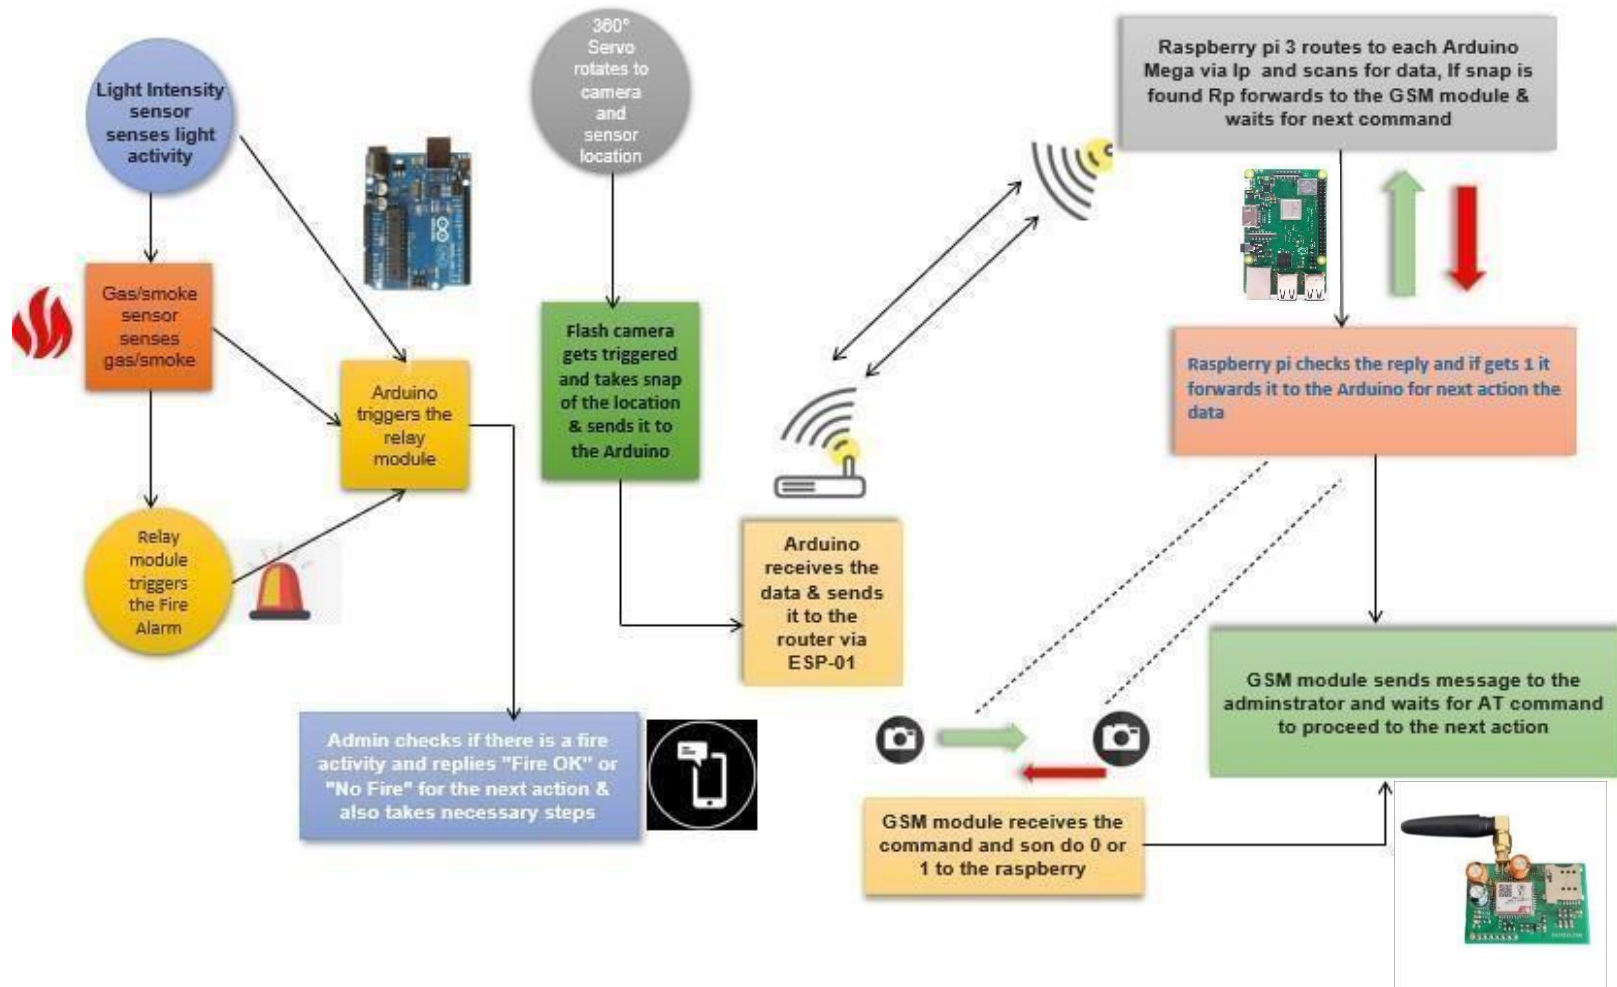 Light Intensity
sensor
senses light
activity
360°
Servo
rotates to
camera
and
sensor
location
Raspberry pi 3 routes to each Arduino
Mega via Ip and scans for data, If snap is
found Rp forwards to the GSM module &
waits for next command
Gas/smoke
sensor
senses
gas/smoke
Arduino
triggers the
relay
module
Flash camera
gets triggered
and takes snap
of the location
& sends it to
the Arduino
Raspberry pi checks the reply and if gets 1 it
forwards it to the Arduino for next action the
data
Relay
module
triggers
the Fire
Alarm
Arduino
receives the
data & sends
it to the
router via
ESP-01
GSM module sends message to the
adminstrator and waits for AT command
to proceed to the next action
Admin checks if there is a fire
activity and replies "Fire OK" or
"No Fire" for the next action &
also takes necessary steps
GSM module receives the
command and son do 0 or
1 to the raspberry